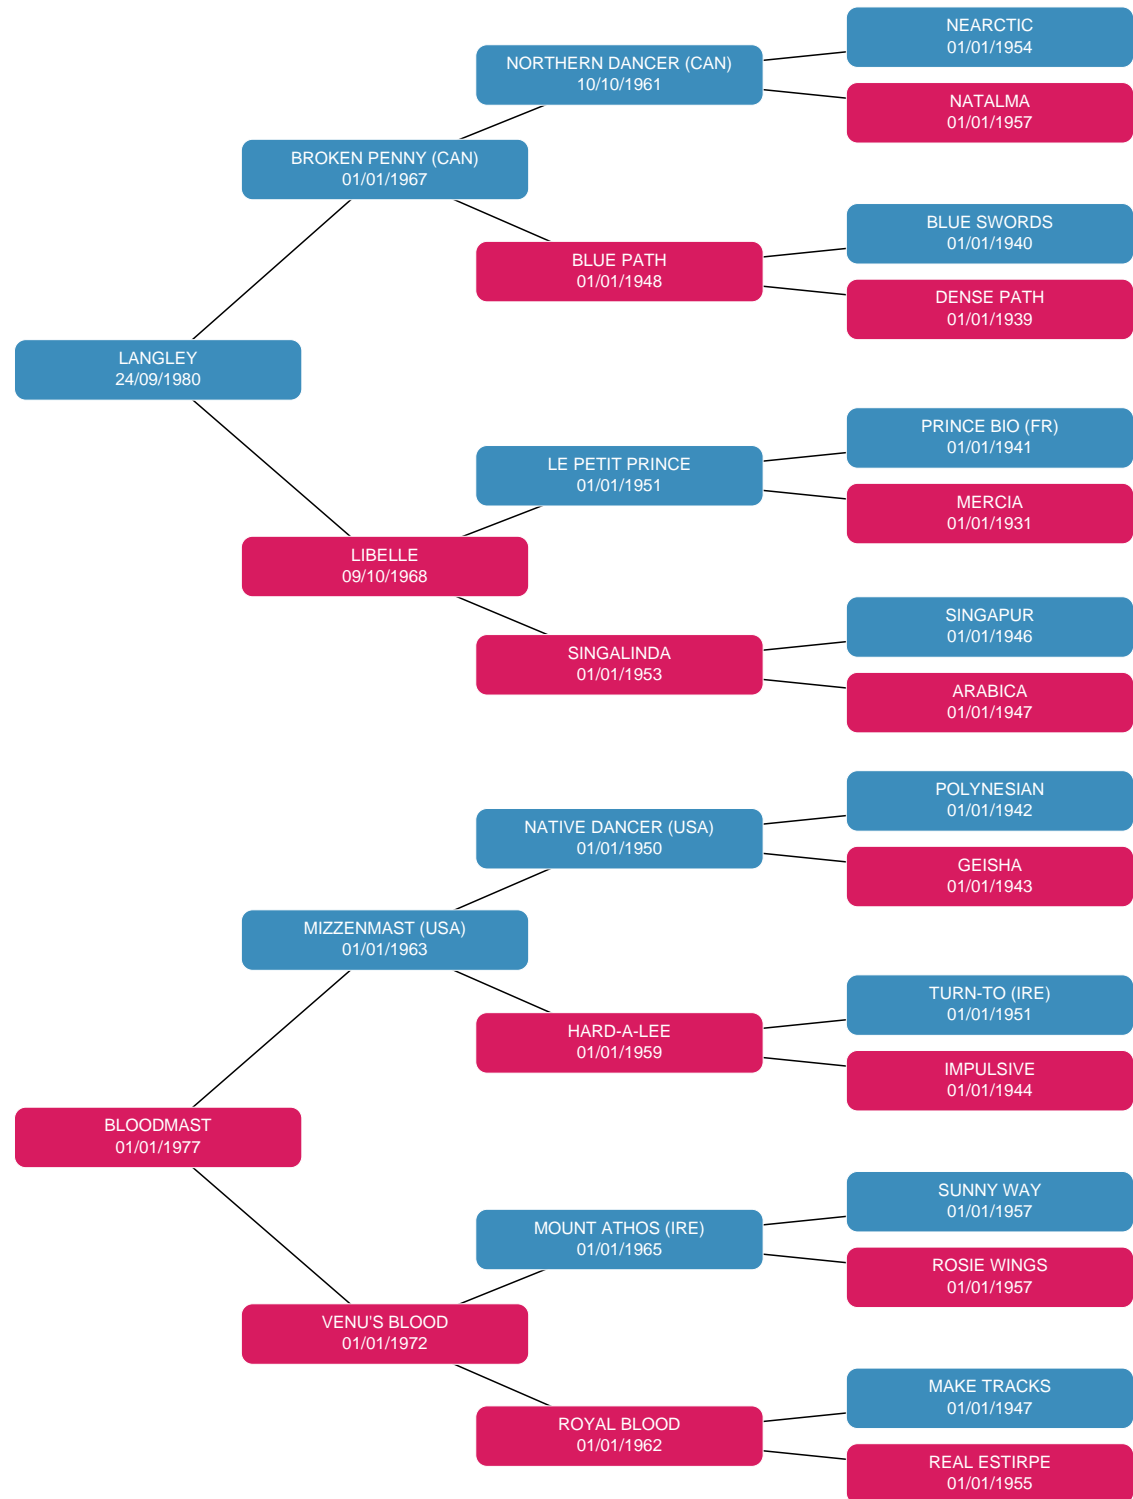 NEARCTIC
01/01/1954
NORTHERN DANCER (CAN)
10/10/1961
NATALMA
01/01/1957
BROKEN PENNY (CAN)
01/01/1967
BLUE SWORDS
01/01/1940
BLUE PATH
01/01/1948
DENSE PATH
01/01/1939
LANGLEY
24/09/1980
PRINCE BIO (FR)
01/01/1941
LE PETIT PRINCE
01/01/1951
MERCIA
01/01/1931
LIBELLE
09/10/1968
SINGAPUR
01/01/1946
SINGALINDA
01/01/1953
ARABICA
01/01/1947
POLYNESIAN
01/01/1942
NATIVE DANCER (USA)
01/01/1950
GEISHA
01/01/1943
MIZZENMAST (USA)
01/01/1963
TURN-TO (IRE)
01/01/1951
HARD-A-LEE
01/01/1959
IMPULSIVE
01/01/1944
BLOODMAST
01/01/1977
SUNNY WAY
01/01/1957
MOUNT ATHOS (IRE)
01/01/1965
ROSIE WINGS
01/01/1957
VENU'S BLOOD
01/01/1972
MAKE TRACKS
01/01/1947
ROYAL BLOOD
01/01/1962
REAL ESTIRPE
01/01/1955